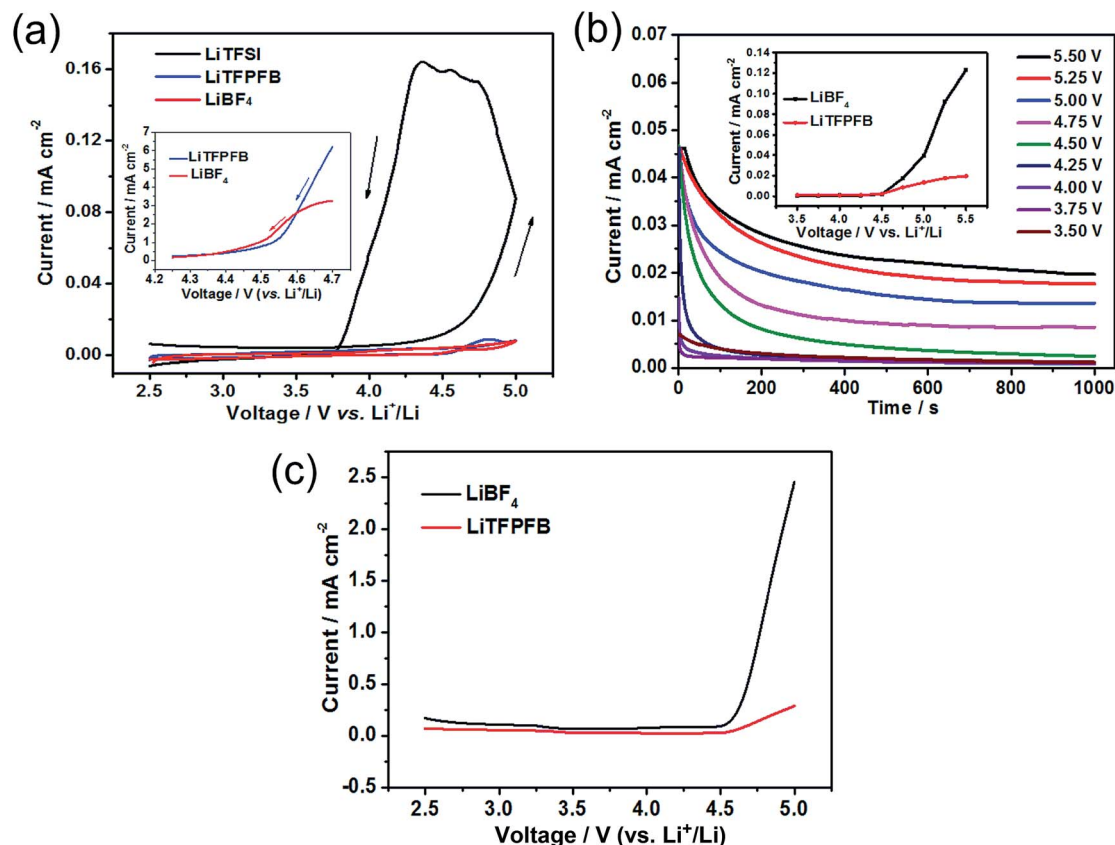 (a)
LiTFSI
LiTFPFB
LiBF₄
0.16
0.12
0.08
0.04
0.00
Current / mA cm⁻²
2.5 3.0 3.5 4.0 4.5 5.0
Voltage / V vs. Li⁺/Li
LiTFPFB
LiBF₄
7
6
5
4
3
2
1
0
Current / mA cm⁻²
4.2 4.3 4.4 4.5 4.6 4.7
Voltage / V (vs. Li⁺/Li)
(b)
0.07
0.06
0.05
0.04
0.03
0.02
0.01
0.00
Current / mA cm⁻²
0 200 400 600 800 1000
Time / s
5.50 V
5.25 V
5.00 V
4.75 V
4.50 V
4.25 V
4.00 V
3.75 V
3.50 V
LiBF₄
LiTFPFB
0.14
0.12
0.10
0.08
0.06
0.04
0.02
0.00
Current / mA cm⁻²
3.5 4.0 4.5 5.0 5.5
Voltage / V vs. Li⁺/Li
(c)
LiBF₄
LiTFPFB
2.5
2.0
1.5
1.0
0.5
0.0
-0.5
Current / mA cm⁻²
2.5 3.0 3.5 4.0 4.5 5.0
Voltage / V (vs. Li⁺/Li)